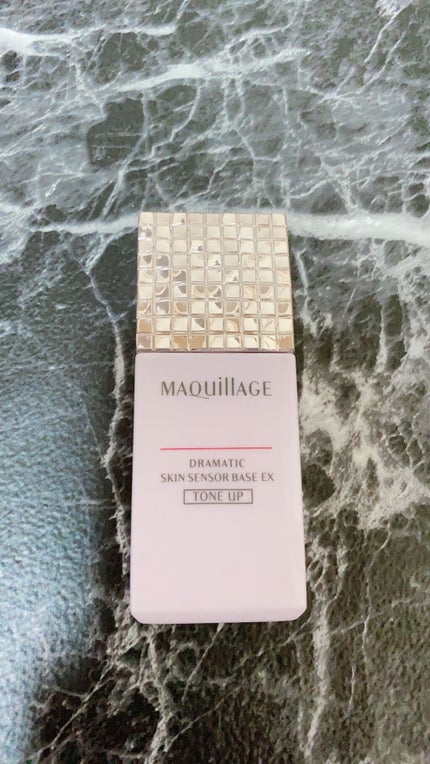 MAQuillAGE
DRAMATIC
SKIN SENSOR BASE EX
TONE UP